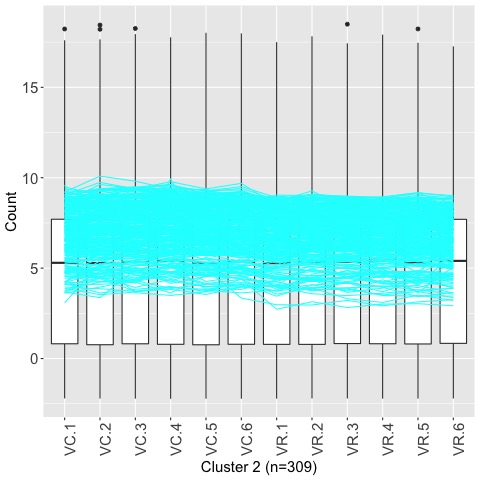 Count
15
10
5
0
VC.1
VC.2
VC.3
VC.4
VC.5
VC.6
VR.1
VR.2
VR.3
VR.4
VR.5
VR.6
Cluster 2 (n=309)